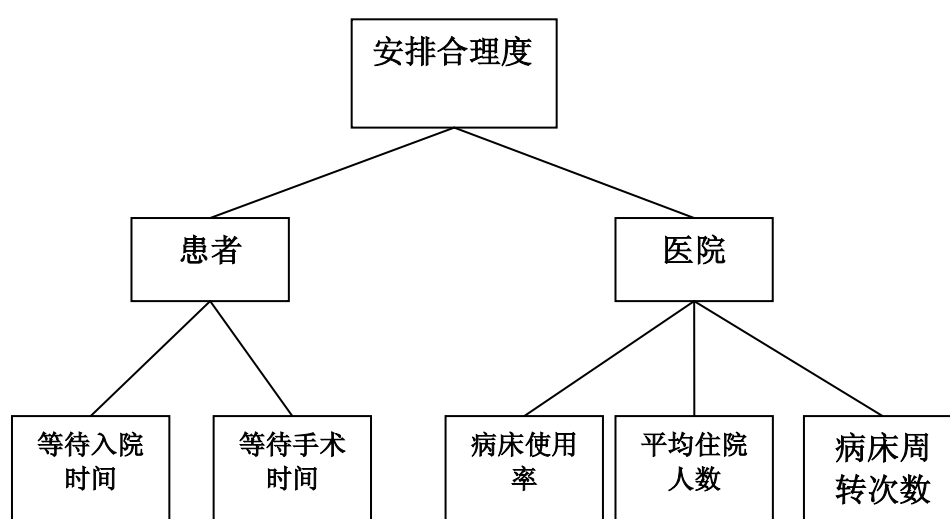 安排合理度
患者
医院
等待入院
时间
等待手术
时间
病床使用
率
平均住院
人数
病床周
转次数